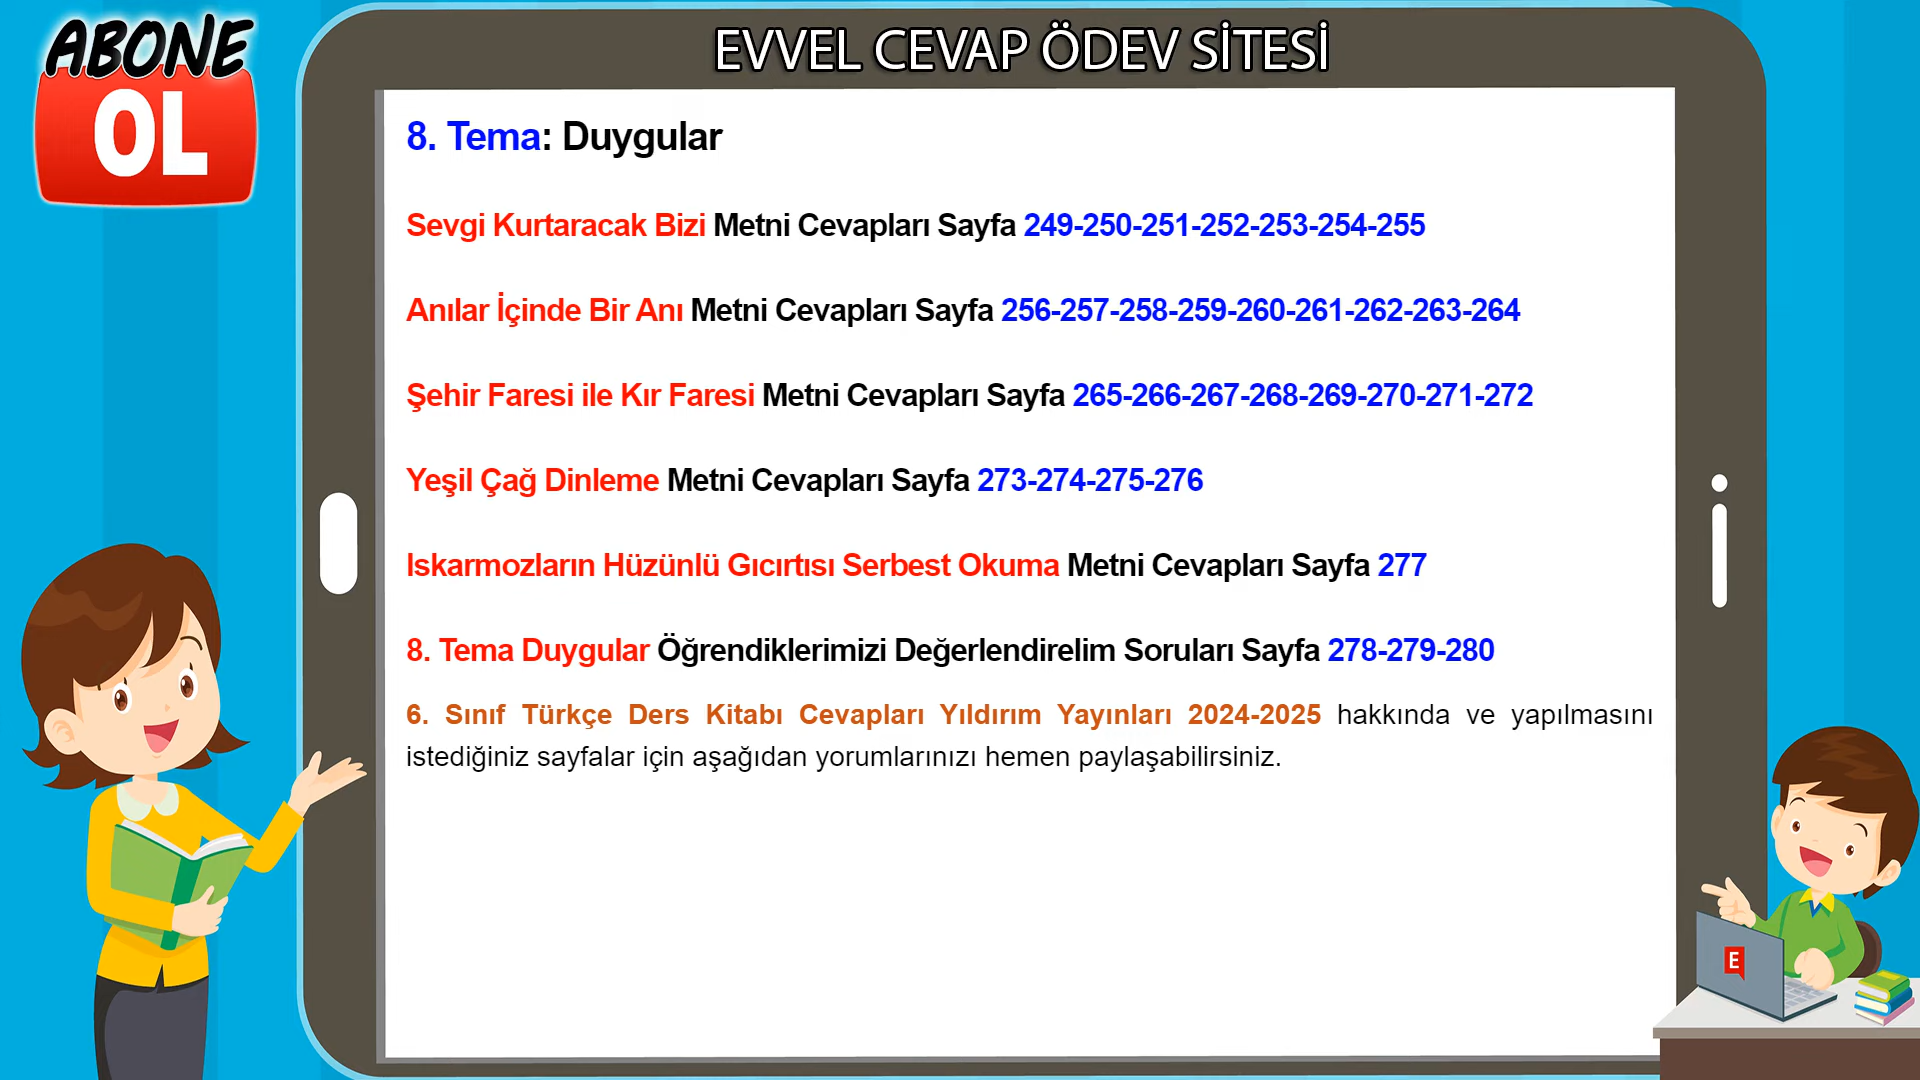 ABONE
OL
EVVEL CEVAP ÖDEV SİTESİ
8. Tema: Duygular
Sevgi Kurtaracak Bizi Metni Cevapları Sayfa 249-250-251-252-253-254-255
Anılar İçinde Bir Anı Metni Cevapları Sayfa 256-257-258-259-260-261-262-263-264
Şehir Faresi ile Kır Faresi Metni Cevapları Sayfa 265-266-267-268-269-270-271-272
Yeşil Çağ Dinleme Metni Cevapları Sayfa 273-274-275-276
Iskarmozların Hüzünlü Gıcırtısı Serbest Okuma Metni Cevapları Sayfa 277
8. Tema Duygular Öğrendiklerimizi Değerlendirelim Soruları Sayfa 278-279-280
6. Sınıf Türkçe Ders Kitabı Cevapları Yıldırım Yayınları 2024-2025 hakkında ve yapılmasını
istediğiniz sayfalar için aşağıdan yorumlarınızı hemen paylaşabilirsiniz.
E